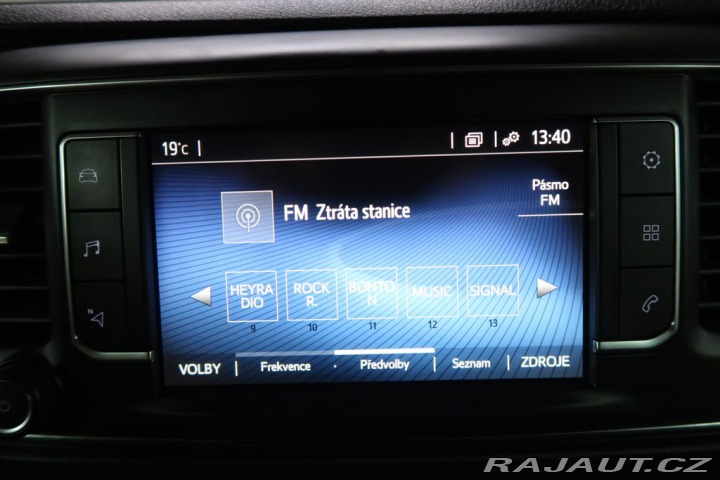 19°C
13:40
Pásmo
FM
FM Ztráta stanice
HEYRA
DIO
9
ROCK
R.
10
BONTO
N
11
MUSIC
12
SIGNAL
13
VOLBY
Frekvence
Předvolby
Seznam
ZDROJE
N
RAJAUT.CZ